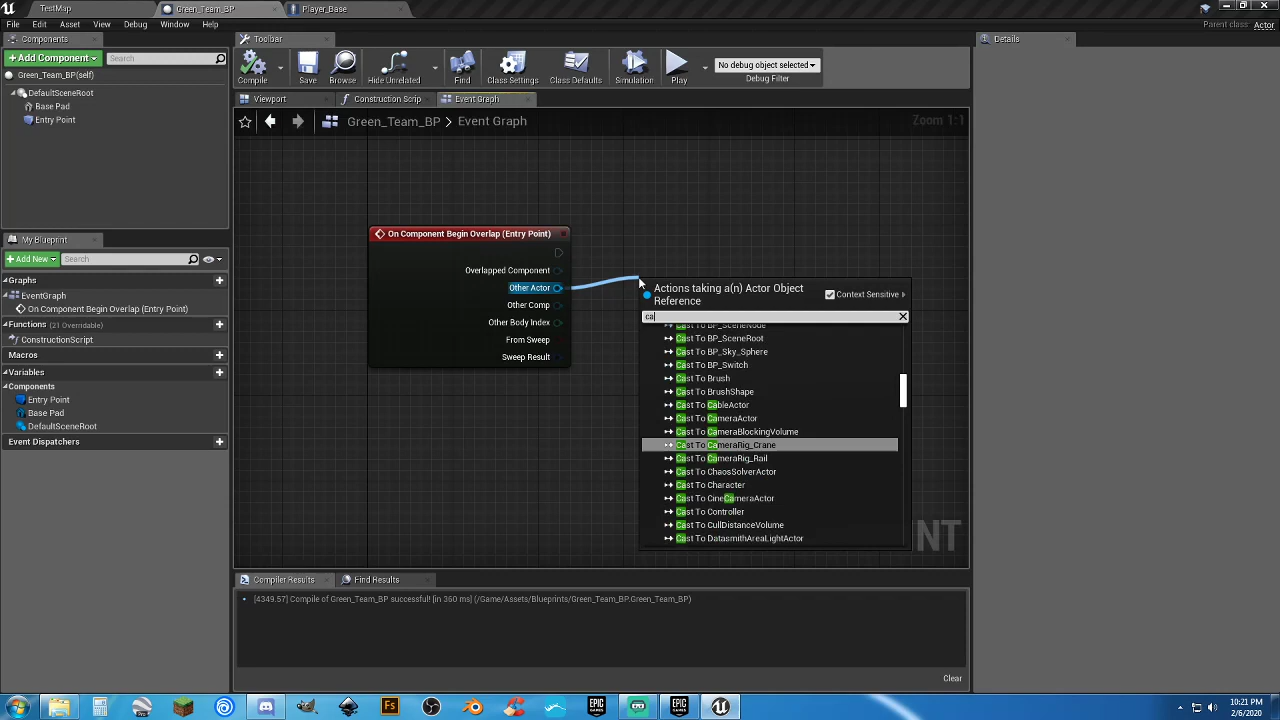 TestMap
Green_Team_BP
Player_Base
File
Edit
Asset
View
Debug
Window
Help
Parent class: Actor
Components
Toolbar
Details
+Add Component
Search
Green_Team_BP(self)
DefaultSceneRoot
Base Pad
Entry Point
Compile
Save
Browse
Hide Unrelated
Find
Class Settings
Class Defaults
Simulation
Play
No debug object selected
Debug Filter
Viewport
Construction Scrip
Event Graph
Green_Team_BP > Event Graph
Zoom 1:1
On Component Begin Overlap (Entry Point)
Overlapped Component
Other Actor
Other Comp
Other Body Index
From Sweep
Sweep Result
Actions taking a(n) Actor Object
Reference
Context Sensitive
ca
Cast To BP_SceneNode
Cast To BP_SceneRoot
Cast To BP_Sky_Sphere
Cast To BP_Switch
Cast To Brush
Cast To BrushShape
Cast To CableActor
Cast To CameraActor
Cast To CameraBlockingVolume
Cast To CameraRig_Crane
Cast To CameraRig_Rail
Cast To ChaosSolverActor
Cast To Character
Cast To CineCameraActor
Cast To Controller
Cast To CullDistanceVolume
Cast To DatasmithAreaLightActor
NT
My Blueprint
+Add New
Search
Graphs
EventGraph
On Component Begin Overlap (Entry Point)
Functions (21 Overridable)
ConstructionScript
Macros
Variables
Components
Entry Point
Base Pad
DefaultSceneRoot
Event Dispatchers
Compiler Results
Find Results
[4349.57] Compile of Green_Team_BP successful! [in 360 ms] (/Game/Assets/Blueprints/Green_Team_BP.Green_Team_BP)
Clear
Pro
Fs
EPIC
GAMES
EPIC
GAMES
10:21 PM
2/6/2020